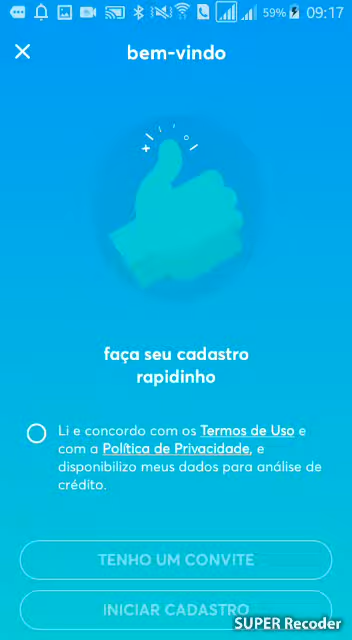 59% 09:17
bem-vindo
faça seu cadastro
rapidinho
Li e concordo com os Termos de Uso e
com a Política de Privacidade, e
disponibilizo meus dados para análise de
crédito.
TENHO UM CONVITE
INICIAR CADASTRO
SUPER Recoder